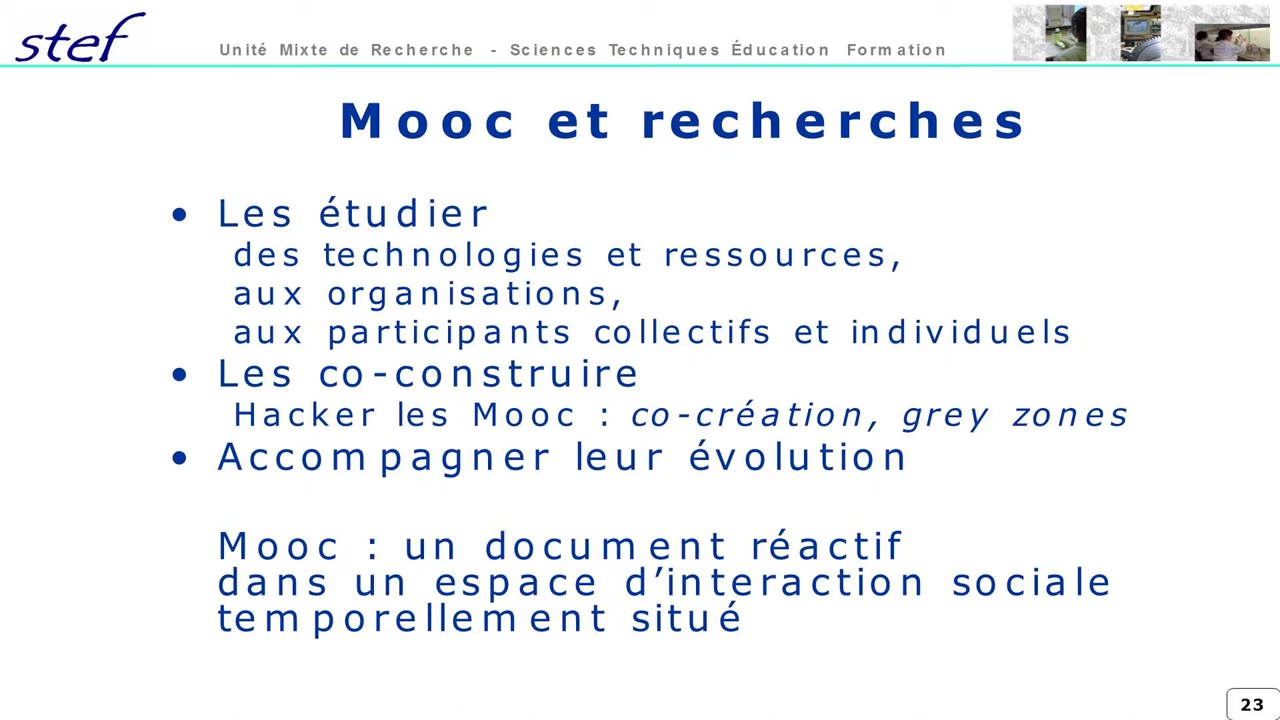 stef
Unité Mixte de Recherche - Sciences Techniques Éducation Formation
Mooc et recherches
• Les étudier
des technologies et ressources,
aux organisations,
aux participants collectifs et individuels
• Les co-construire
Hacker les Mooc : co-création, grey zones
• Accompagner leur évolution
Mooc : un document réactif
dans un espace d’interaction sociale
temporellement situé
23